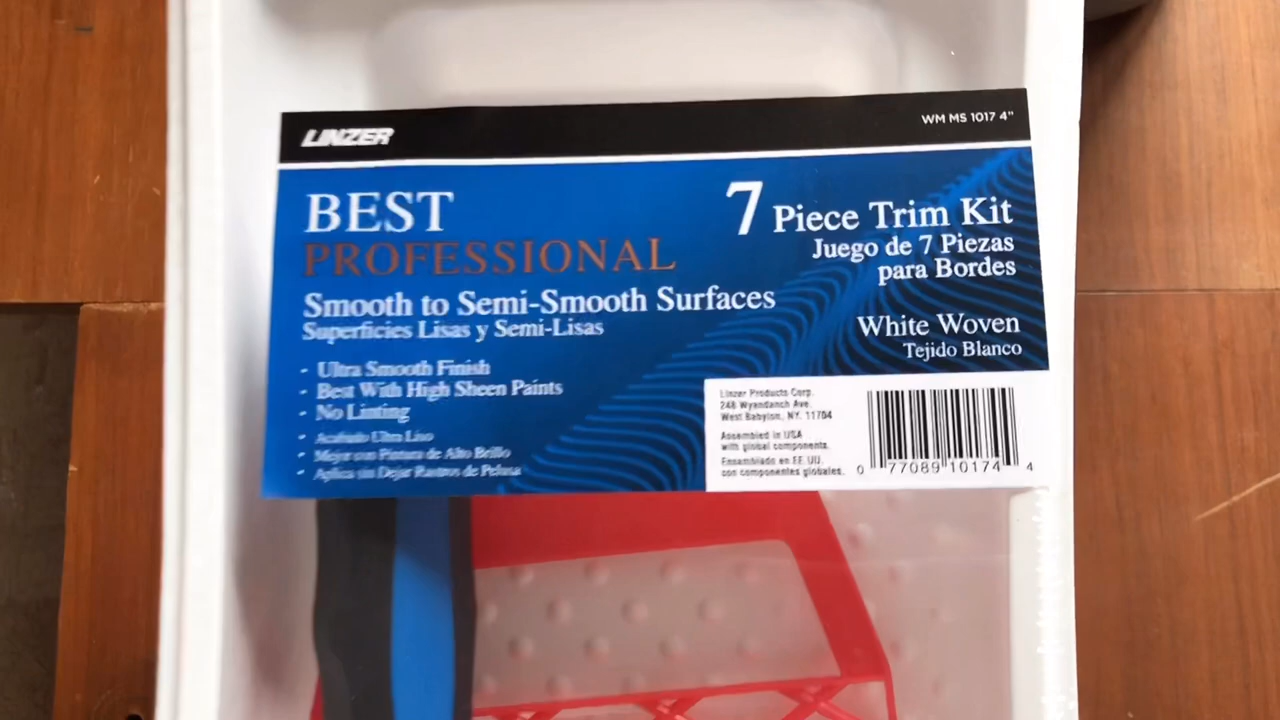 LINZER
WM MS 1017 4"
BEST
PROFESSIONAL
Smooth to Semi-Smooth Surfaces
Superficies Lisas y Semi-Lisas
• Ultra Smooth Finish
• Best With High Sheen Paints
• No Linting
• Acabado Ultra Liso
• Mejor con Pintura de Alto Brillo
• Aplica sin Dejar Rastros de Pelusa
7 Piece Trim Kit
Juego de 7 Piezas
para Bordes
White Woven
Tejido Blanco
Linzer Products Corp.
248 Wyandanch Ave.
West Babylon, NY. 11704
Assembled in USA
with global components.
Ensamblado en EE.UU.
con componentes globales.
0 77089 10174 4